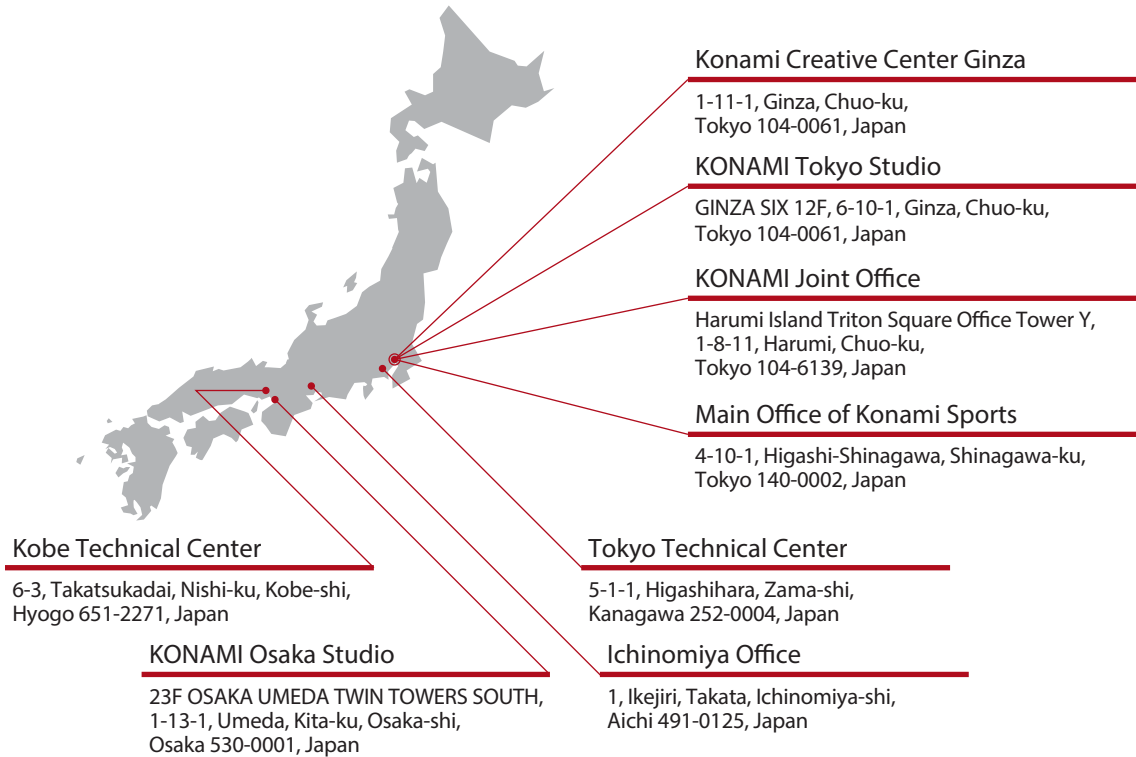 Konami Creative Center Ginza
1-11-1, Ginza, Chuo-ku,
Tokyo 104-0061, Japan
KONAMI Tokyo Studio
GINZA SIX 12F, 6-10-1, Ginza, Chuo-ku,
Tokyo 104-0061, Japan
KONAMI Joint Office
Harumi Island Triton Square Office Tower Y,
1-8-11, Harumi, Chuo-ku,
Tokyo 104-6139, Japan
Main Office of Konami Sports
4-10-1, Higashi-Shinagawa, Shinagawa-ku,
Tokyo 140-0002, Japan
Kobe Technical Center
6-3, Takatsukadai, Nishi-ku, Kobe-shi,
Hyogo 651-2271, Japan
Tokyo Technical Center
5-1-1, Higashihara, Zama-shi,
Kanagawa 252-0004, Japan
KONAMI Osaka Studio
23F OSAKA UMEDA TWIN TOWERS SOUTH,
1-13-1, Umeda, Kita-ku, Osaka-shi,
Osaka 530-0001, Japan
Ichinomiya Office
1, Ikejiri, Takata, Ichinomiya-shi,
Aichi 491-0125, Japan